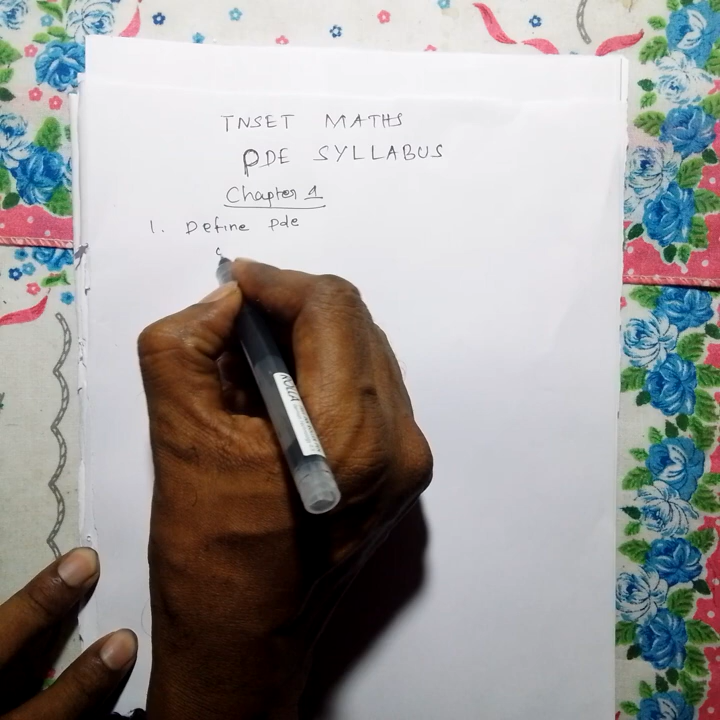 TNSET MATHS
PDE SYLLABUS
Chapter 1
1. Define pde